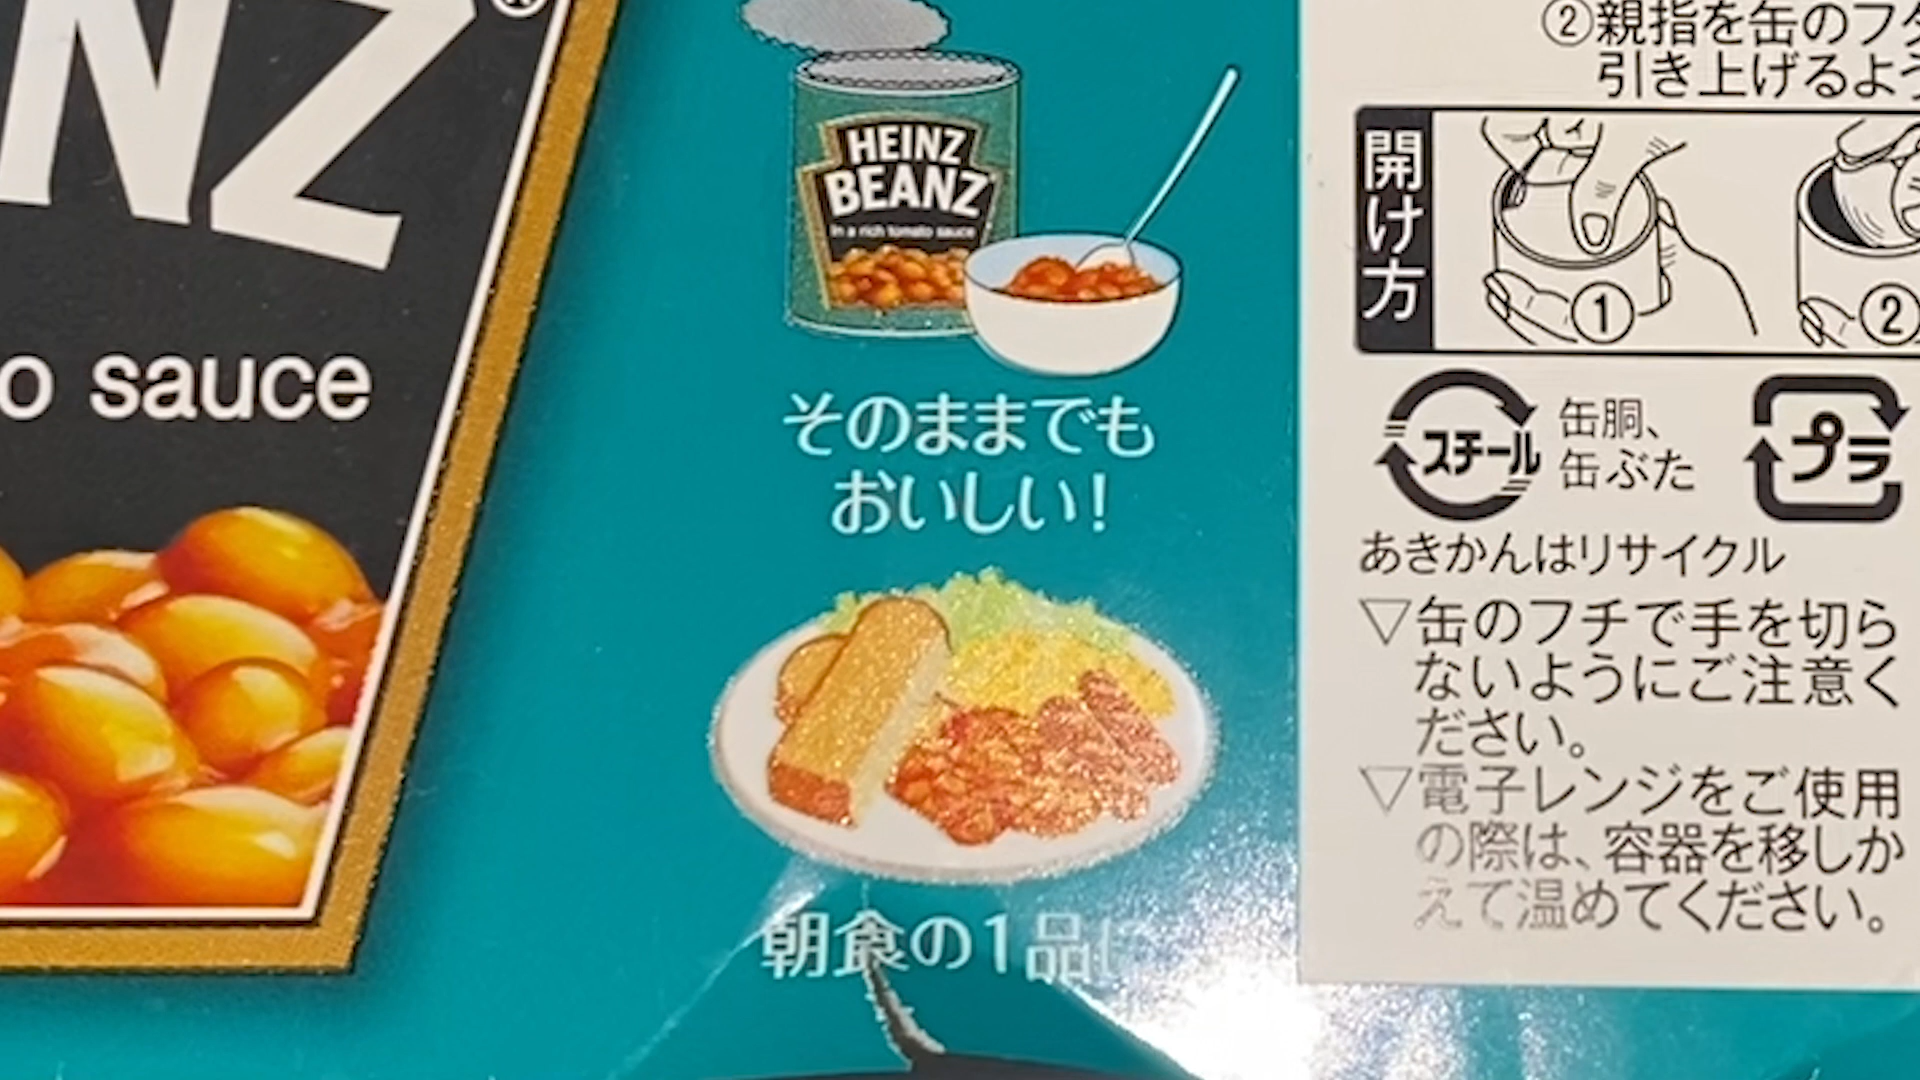 NZ®
o sauce
HEINZ
BEANZ
In a rich tomato sauce
そのままでも
おいしい!
朝食の1品に
②親指を缶のフタ
引き上げるよう
開け方
①
②
スチール
缶胴、
缶ぶた
プラ
あきかんはリサイクル
▽缶のフチで手を切ら
ないようにご注意く
ださい。
▽電子レンジをご使用
の際は、容器を移しか
えて温めてください。